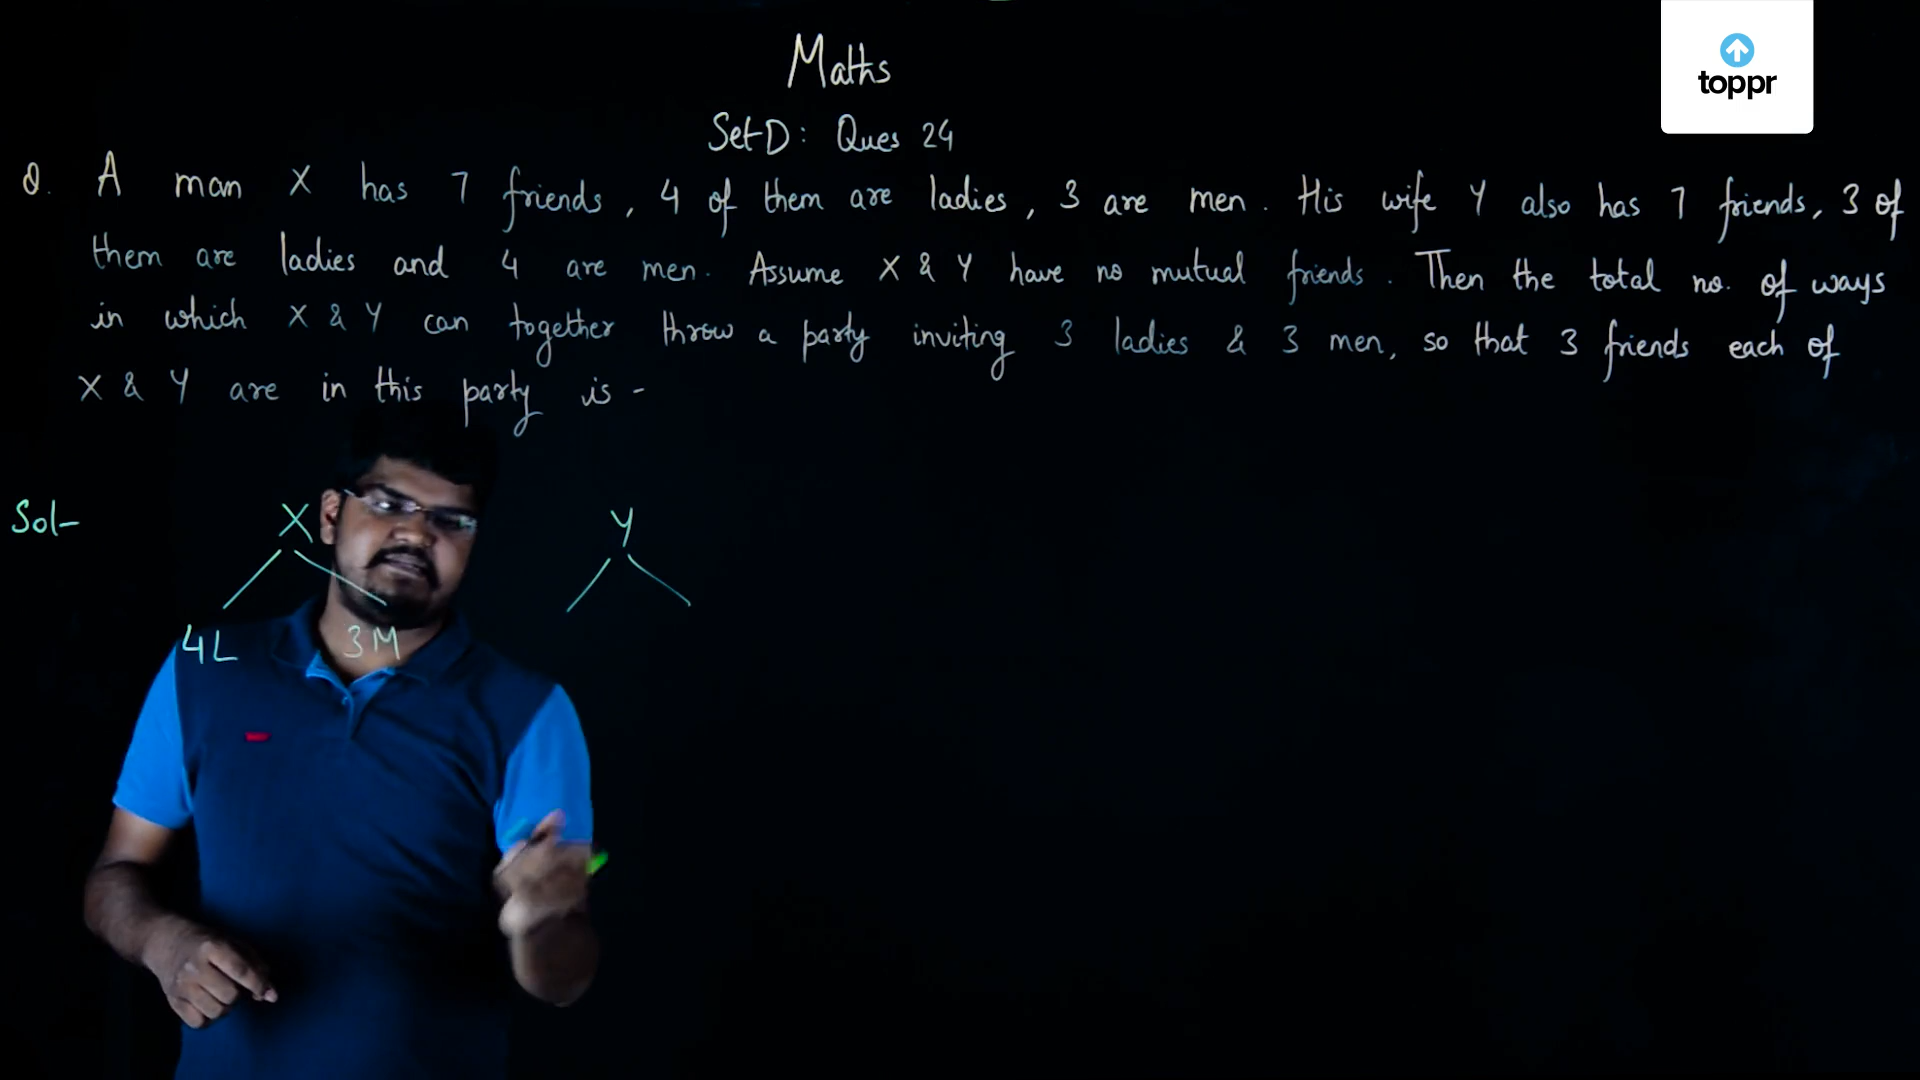 toppr
Maths
Set D: Ques 24
Q. A man X has 7 friends, 4 of them are ladies, 3 are men. His wife Y also has 7 friends, 3 of
them are ladies and 4 are men. Assume X & Y have no mutual friends. Then the total no. of ways
in which X & Y can together throw a party inviting 3 ladies & 3 men, so that 3 friends each of
X & Y are in this party is -
Sol-
X Y
4L 3M